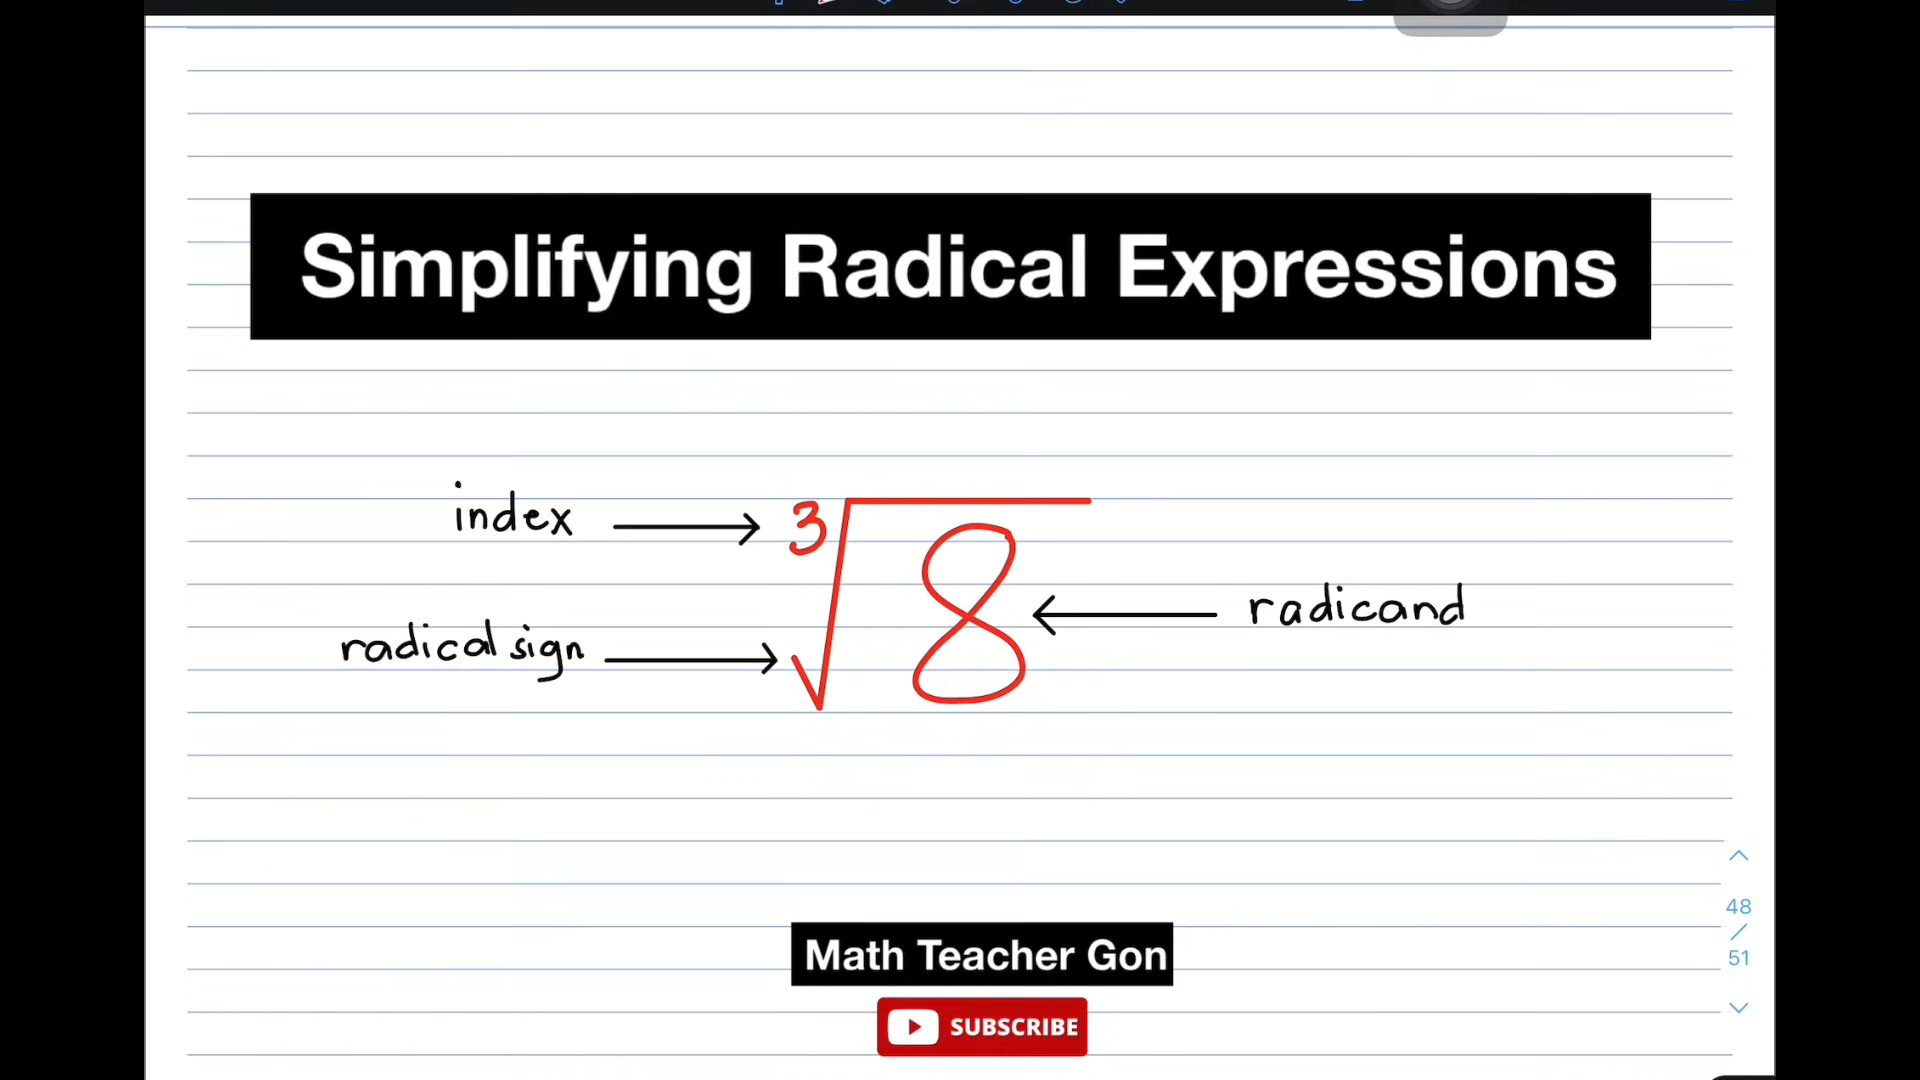 Simplifying Radical Expressions
index
3
√8
radicand
radical sign
48
/
51
Math Teacher Gon
SUBSCRIBE